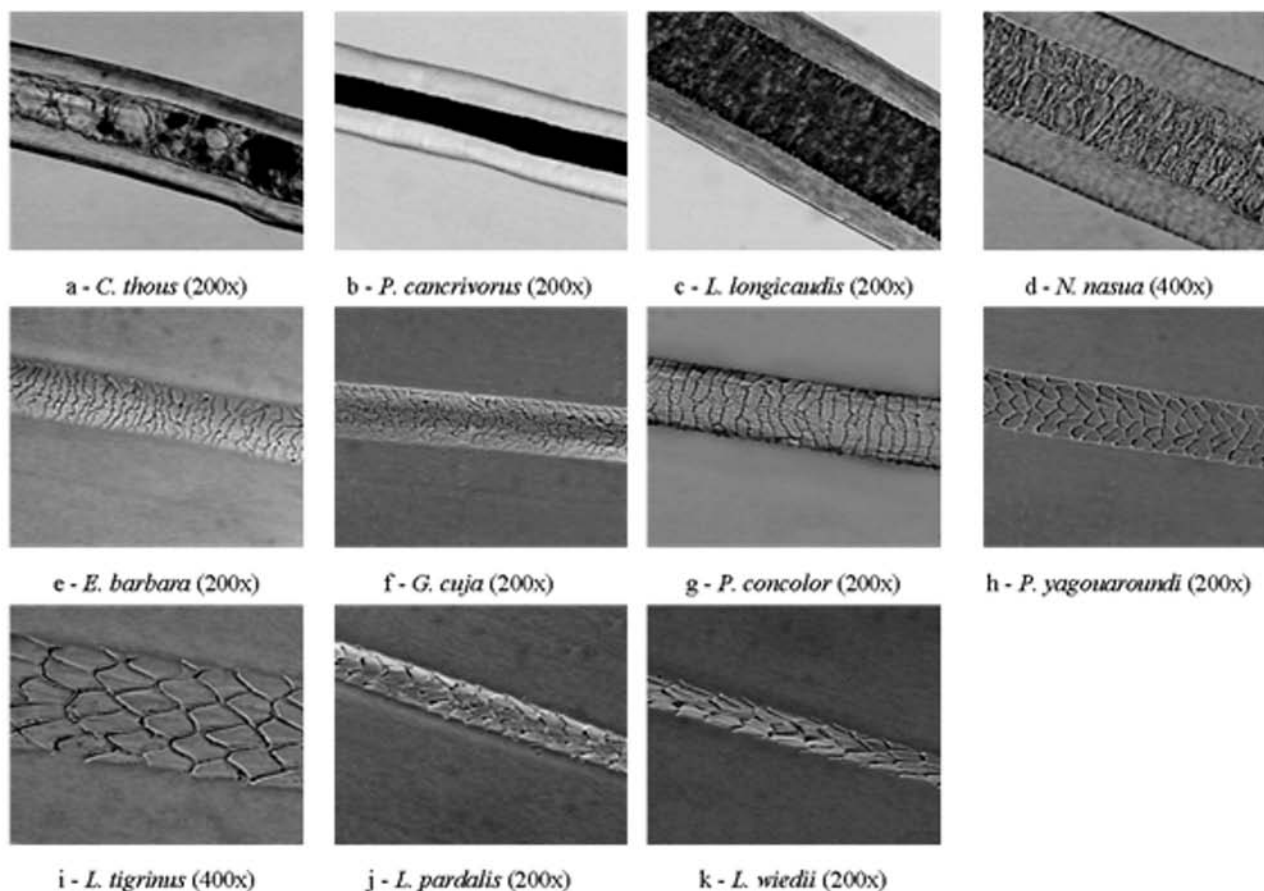 a - C. thous (200x)
b - P. cancrivorus (200x)
c - L. longicaudis (200x)
d - N. nasua (400x)
e - E. barbara (200x)
f - G. cuja (200x)
g - P. concolor (200x)
h - P. yagouaroundi (200x)
i - L. tigrinus (400x)
j - L. pardalis (200x)
k - L. wiedii (200x)